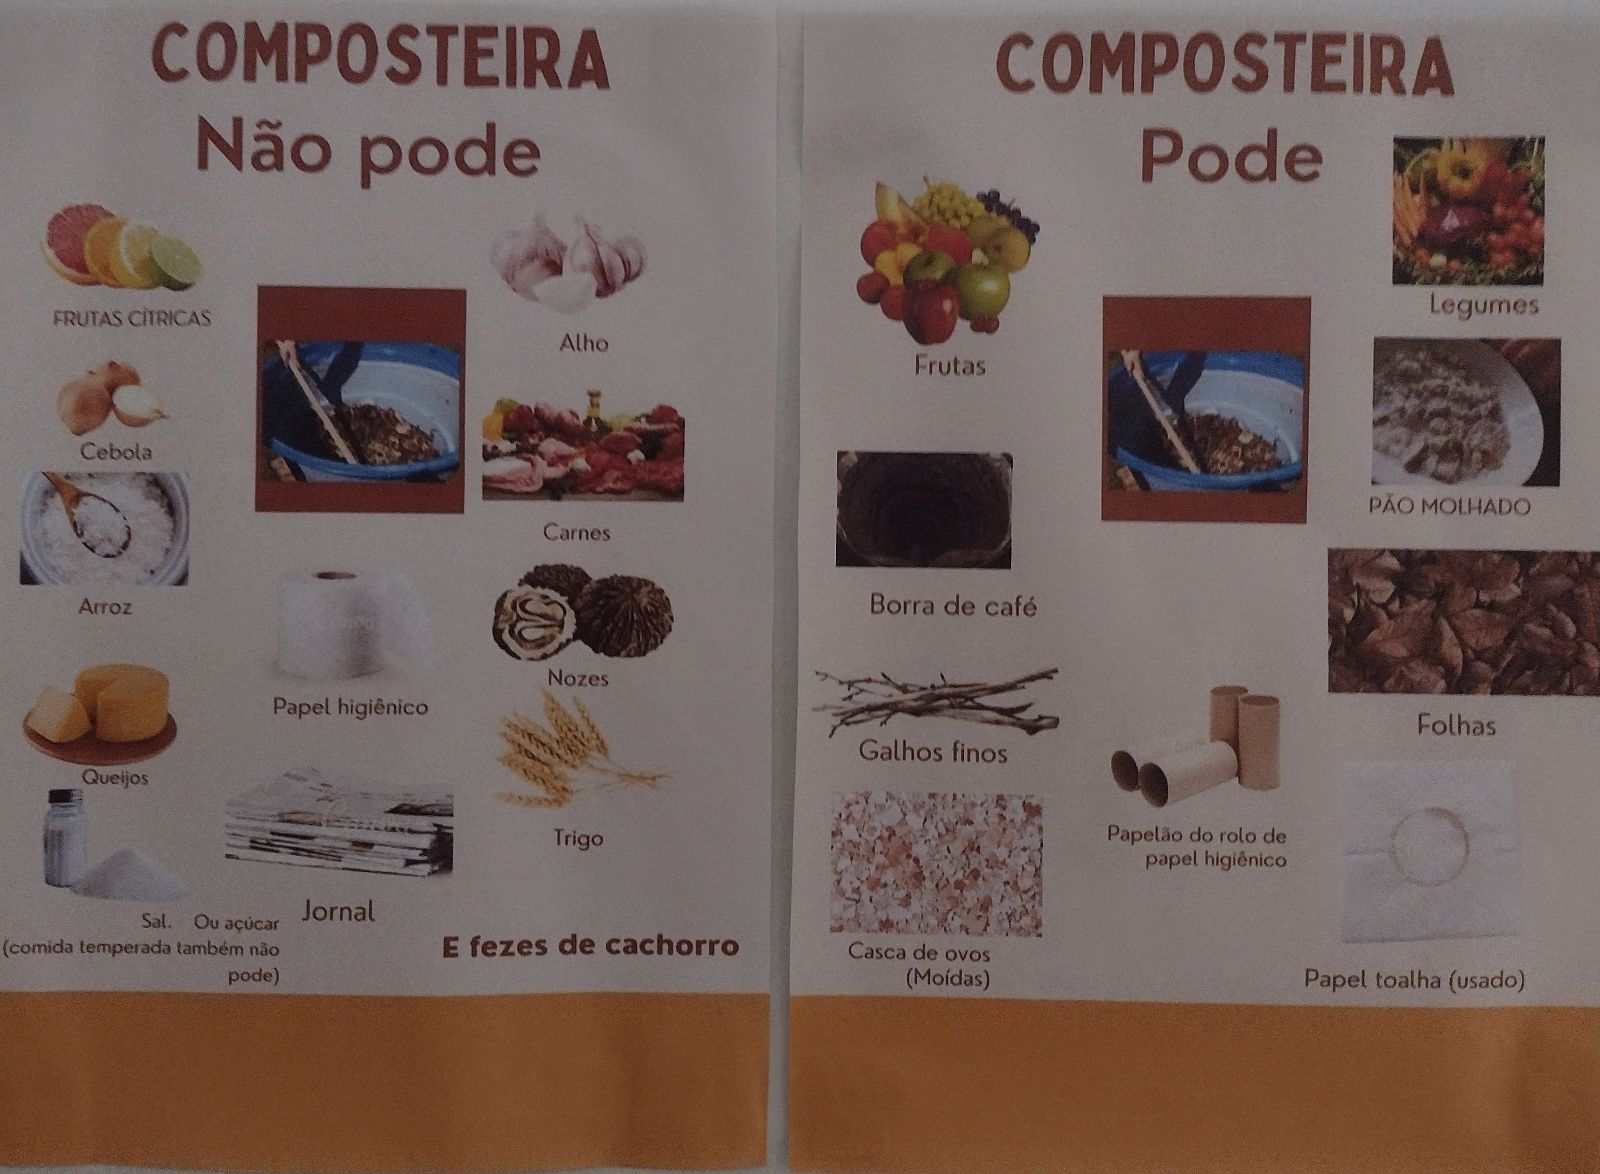 COMPOSTEIRA
Não pode
FRUTAS CÍTRICAS
Alho
Cebola
Carnes
Arroz
Papel higiênico
Nozes
Queijos
Trigo
Sal. Ou açúcar
(comida temperada também não
pode)
Jornal
E fezes de cachorro
COMPOSTEIRA
Pode
Legumes
Frutas
PÃO MOLHADO
Borra de café
Folhas
Galhos finos
Papelão do rolo de
papel higiênico
Casca de ovos
(Moídas)
Papel toalha (usado)